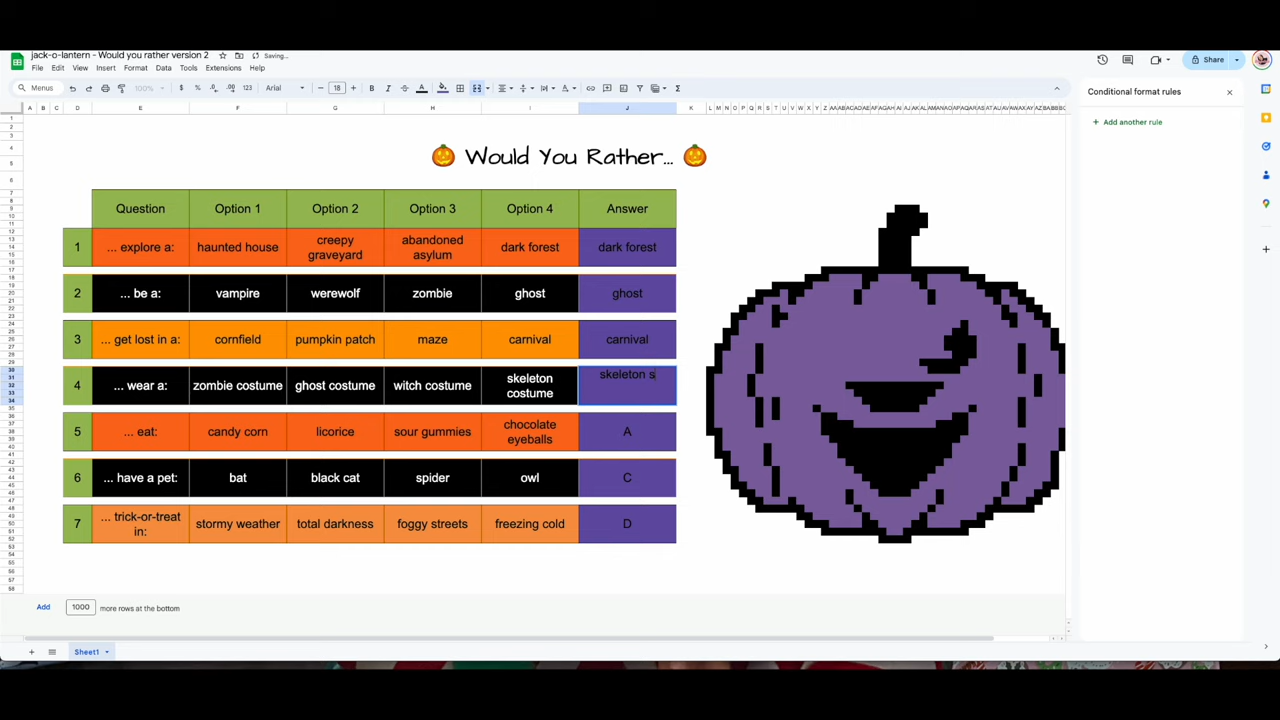 jack-o-lantern - Would you rather version 2
Saving...
File Edit View Insert Format Data Tools Extensions Help
Share
Menus
100%
$ % .0 .00 123
Arial
18
Conditional format rules
Add another rule
Would You Rather...
Question Option 1 Option 2 Option 3 Option 4 Answer
1 ... explore a: haunted house creepy graveyard abandoned asylum dark forest dark forest
2 ... be a: vampire werewolf zombie ghost ghost
3 ... get lost in a: cornfield pumpkin patch maze carnival carnival
4 ... wear a: zombie costume ghost costume witch costume skeleton costume skeleton s
5 ... eat: candy corn licorice sour gummies chocolate eyeballs A
6 ... have a pet: bat black cat spider owl C
7 ... trick-or-treat in: stormy weather total darkness foggy streets freezing cold D
Add 1000 more rows at the bottom
Sheet1